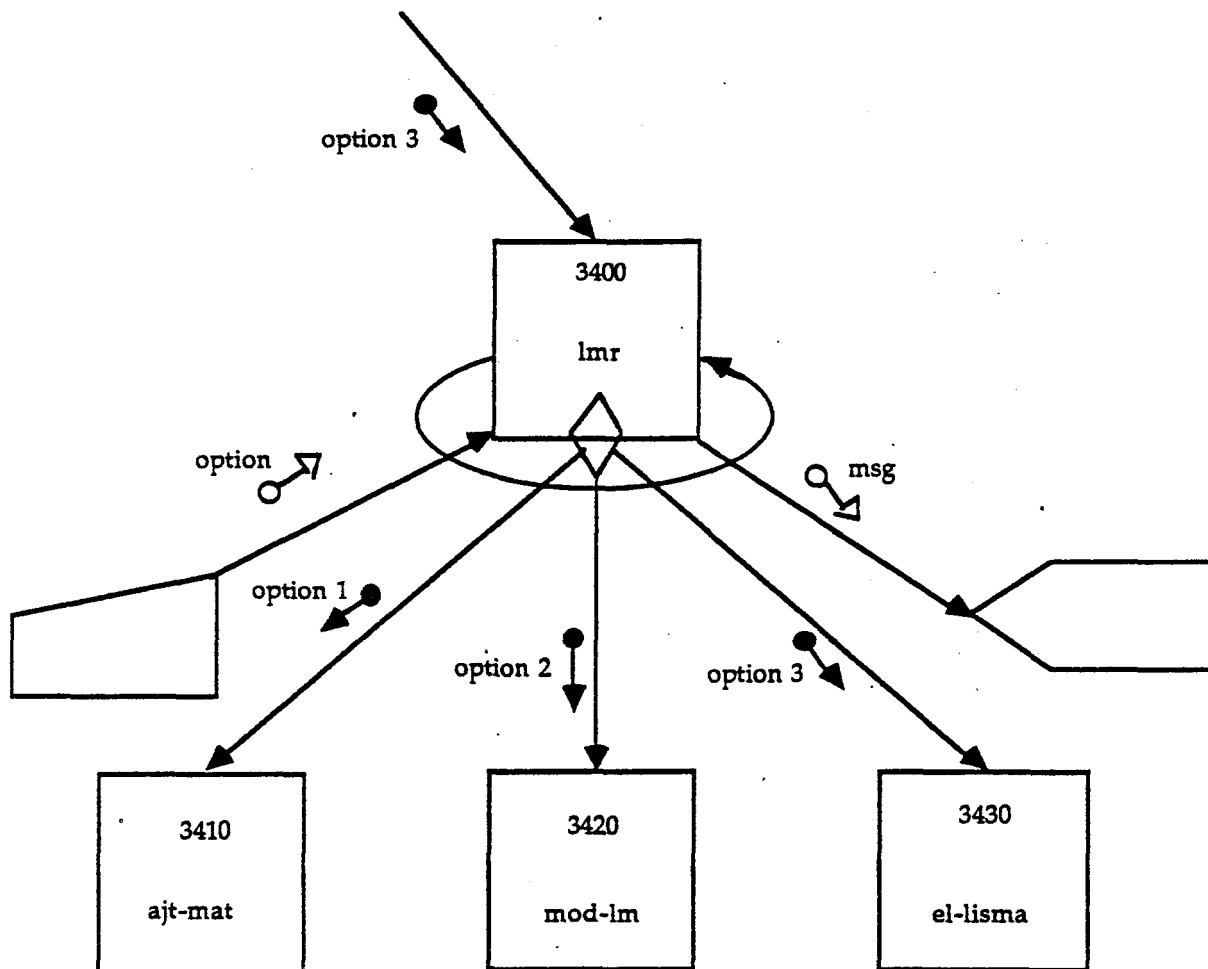 option 3
3400
lmr
option
msg
option 1
option 2
option 3
3410
ajt-mat
3420
mod-lm
3430
el-lisma